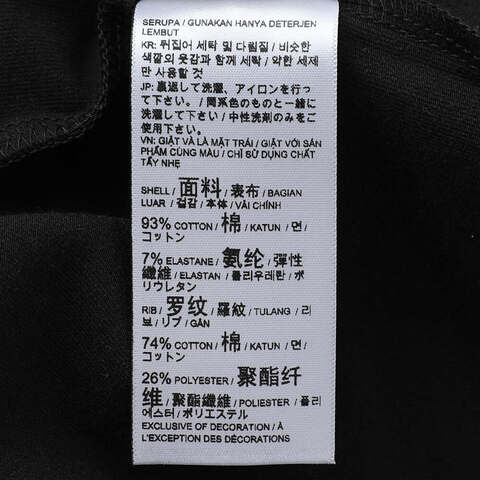 SERUPA / GUNAKAN HANYA DETERJEN
LEMBUT
KR: 뒤집어 세탁 및 다림질 / 비슷한
색깔의 옷감과 함께 세탁 / 약한 세제
만 사용할 것
JP: 裏返して洗濯、アイロンを行っ
て下さい。 / 同系色のものと一緒に
洗濯して下さい / 中性洗剤のみをご
使用下さい。
VN: GIẶT VÀ LÀ MẶT TRÁI / GIẶT VỚI SẢN
PHẨM CÙNG MÀU / CHỈ SỬ DỤNG CHẤT
TẨY NHẸ
SHELL / 面料 / 表布 / BAGIAN
LUAR / 겉감 / 本体 / VẢI CHÍNH
93% COTTON / 棉 / KATUN / 면 /
コットン
7% ELASTANE / 氨纶 / 彈性
纖維 / ELASTAN / 폴리우레탄 / ポ
リウレタン
RIB / 罗纹 / 羅紋 / TULANG / 리
브 / リブ / GÂN
74% COTTON / 棉 / KATUN / 면 /
コットン
26% POLYESTER / 聚酯纤
维 / 聚酯纖維 / POLIESTER / 폴리
에스터 / ポリエステル
EXCLUSIVE OF DECORATION / À
L'EXCEPTION DES DÉCORATIONS